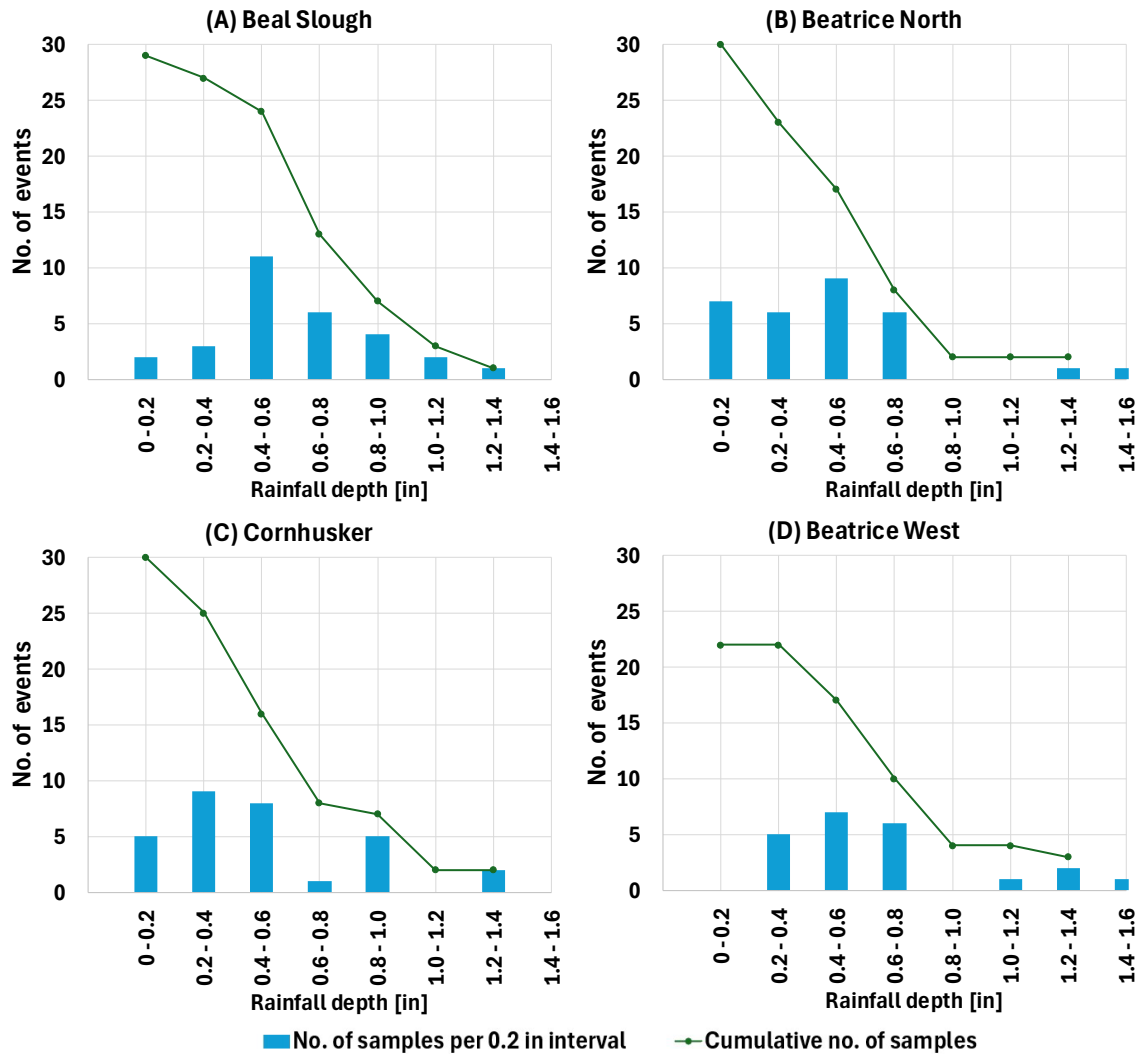 (A) Beal Slough
No. of events
30
25
20
15
10
5
0
0 - 0.2
0.2 - 0.4
0.4 - 0.6
0.6 - 0.8
0.8 - 1.0
1.0 - 1.2
1.2 - 1.4
1.4 - 1.6
Rainfall depth [in]
(B) Beatrice North
No. of events
30
25
20
15
10
5
0
0 - 0.2
0.2 - 0.4
0.4 - 0.6
0.6 - 0.8
0.8 - 1.0
1.0 - 1.2
1.2 - 1.4
1.4 - 1.6
Rainfall depth [in]
(C) Cornhusker
No. of events
30
25
20
15
10
5
0
0 - 0.2
0.2 - 0.4
0.4 - 0.6
0.6 - 0.8
0.8 - 1.0
1.0 - 1.2
1.2 - 1.4
1.4 - 1.6
Rainfall depth [in]
(D) Beatrice West
No. of events
30
25
20
15
10
5
0
0 - 0.2
0.2 - 0.4
0.4 - 0.6
0.6 - 0.8
0.8 - 1.0
1.0 - 1.2
1.2 - 1.4
1.4 - 1.6
Rainfall depth [in]
No. of samples per 0.2 in interval
Cumulative no. of samples